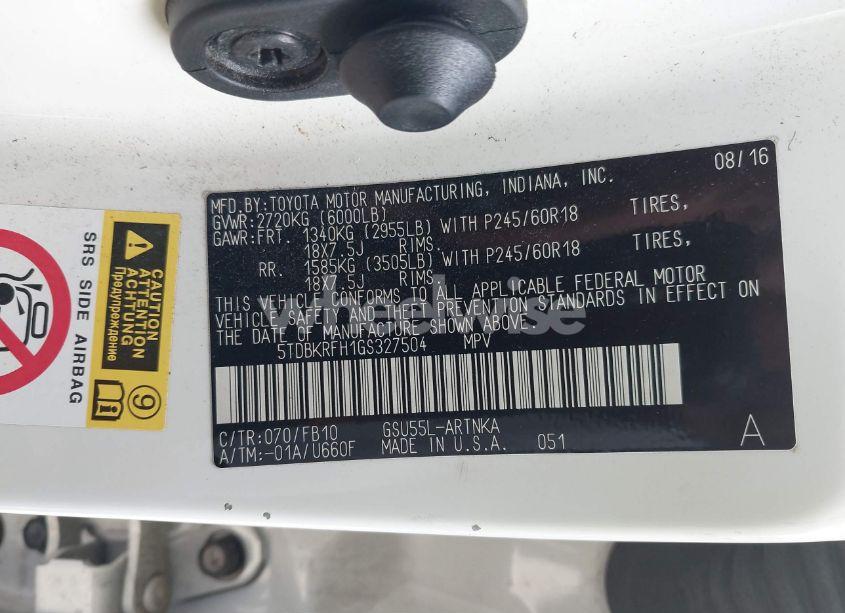 08/16
MFD.BY:TOYOTA MOTOR MANUFACTURING, INDIANA, INC.
GVWR:2720KG (6000LB)
GAWR:FRT. 1340KG (2955LB) WITH P245/60R18 TIRES,
18X7.5J RIMS.
RR. 1585KG (3505LB) WITH P245/60R18 TIRES,
18X7.5J RIMS.
THIS VEHICLE CONFORMS TO ALL APPLICABLE FEDERAL MOTOR
VEHICLE SAFETY AND THEFT PREVENTION STANDARDS IN EFFECT ON
THE DATE OF MANUFACTURE SHOWN ABOVE.
5TDBKRFH1GS327504 MPV
C/TR:070/FB10 GSU55L-ARTNKA
A/TM:-01A/U660F MADE IN U.S.A. 051 A
wheelwise
SRS SIDE AIRBAG
CAUTION
ATTENTION
ACHTUNG
Предупреждение
9